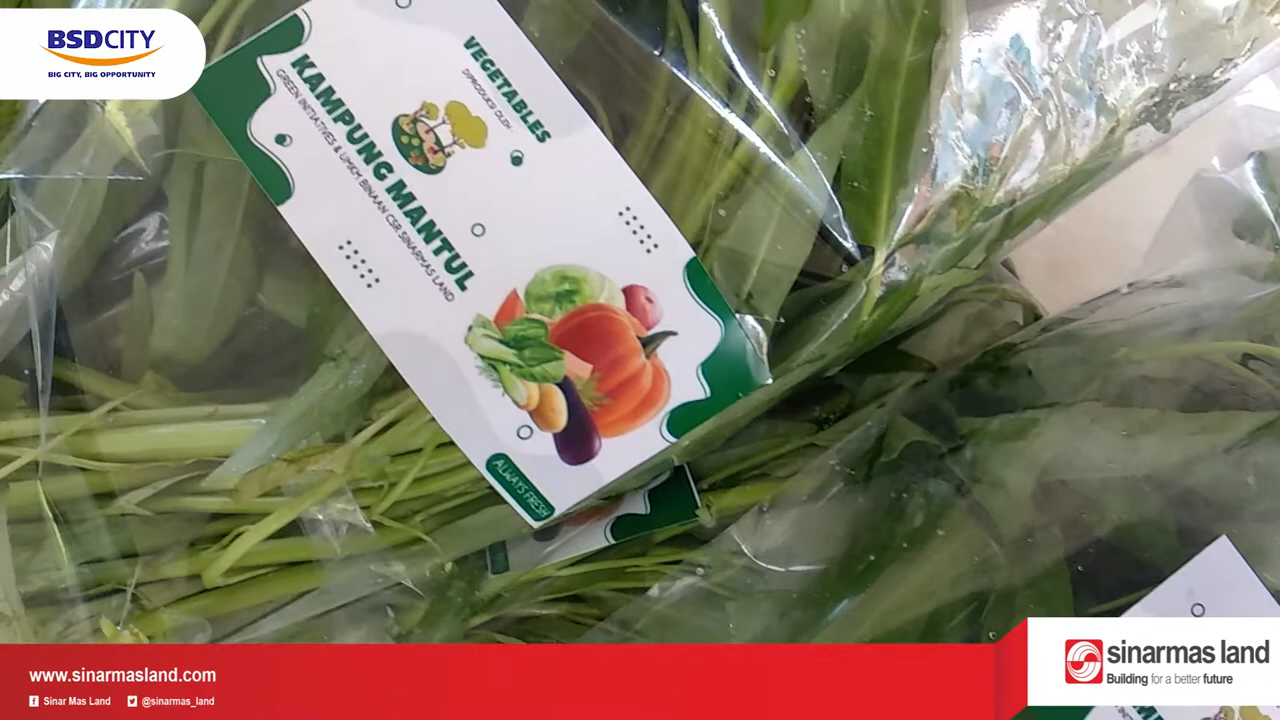 BSDCITY
BIG CITY, BIG OPPORTUNITY
VEGETABLES
DIPRODUKSI OLEH :
KAMPUNG MANTUL
GREEN INITIATIVES & UMKM BINAAN CSR SINARMAS LAND
ALWAYS FRESH
www.sinarmasland.com
Sinar Mas Land
@sinarmas_land
sinarmas land
Building for a better future